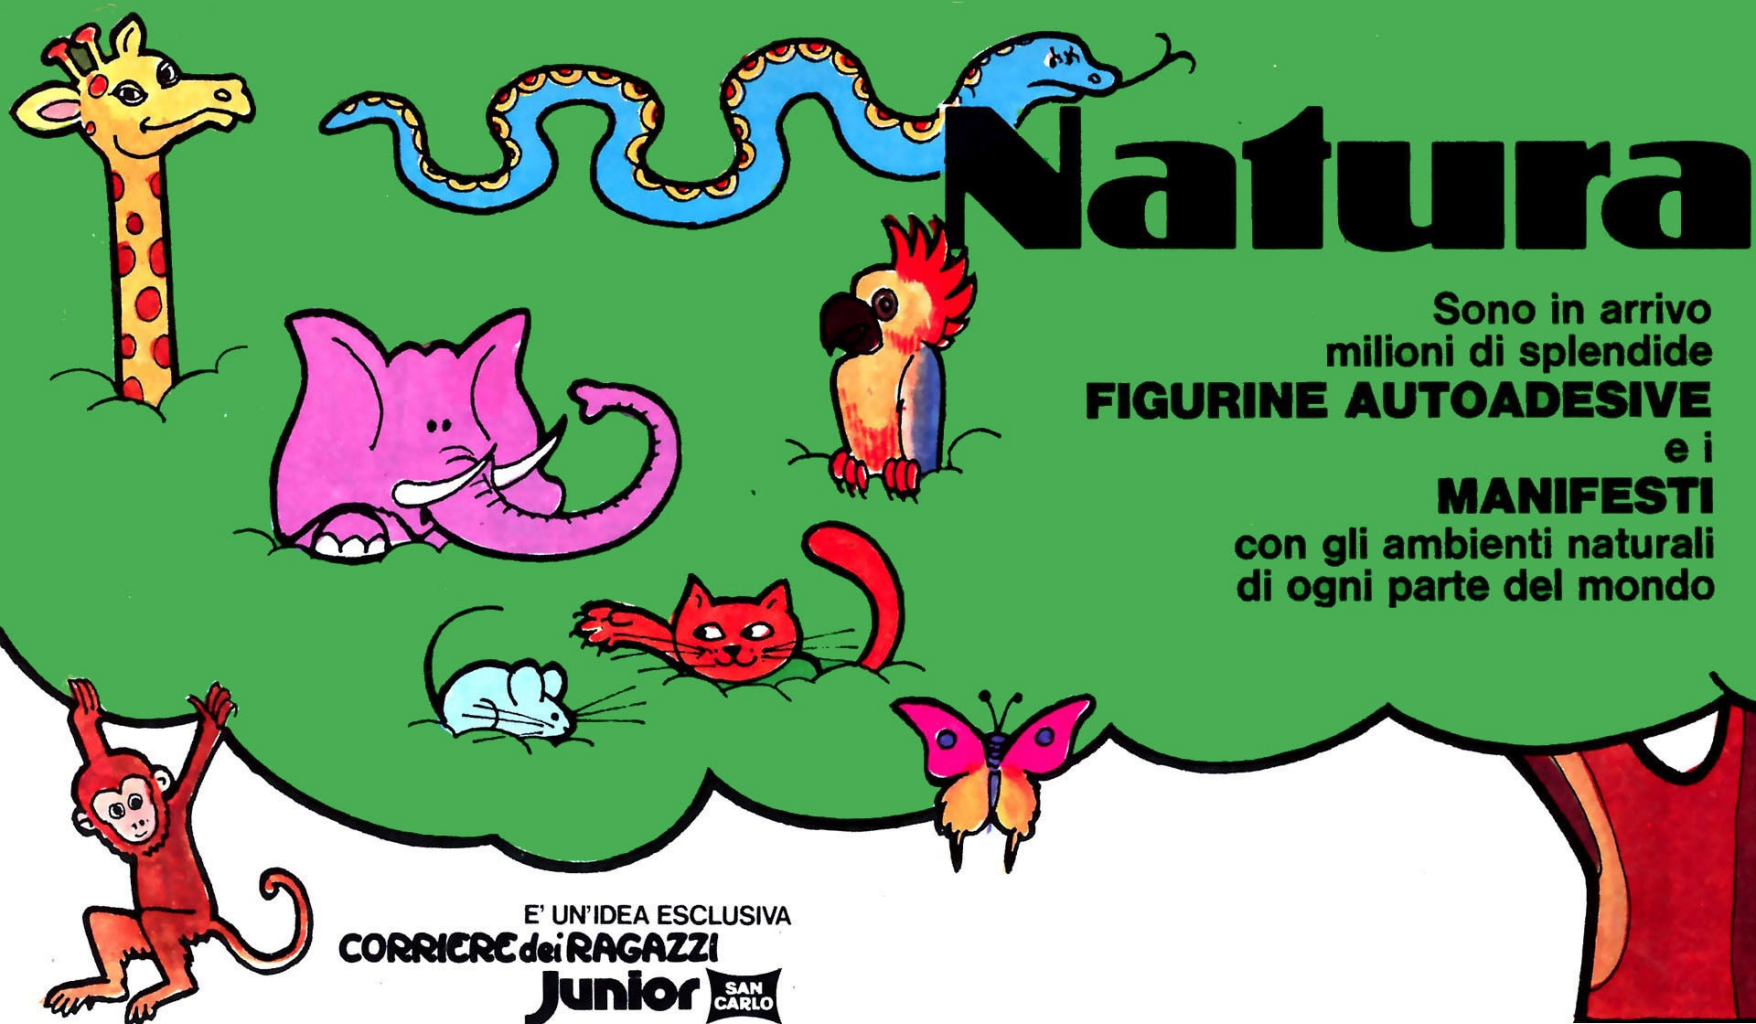 Natura
Sono in arrivo
milioni di splendide
FIGURINE AUTOADESIVE
e i
MANIFESTI
con gli ambienti naturali
di ogni parte del mondo
E' UN'IDEA ESCLUSIVA
CORRIERE dei RAGAZZI
Junior SAN
CARLO